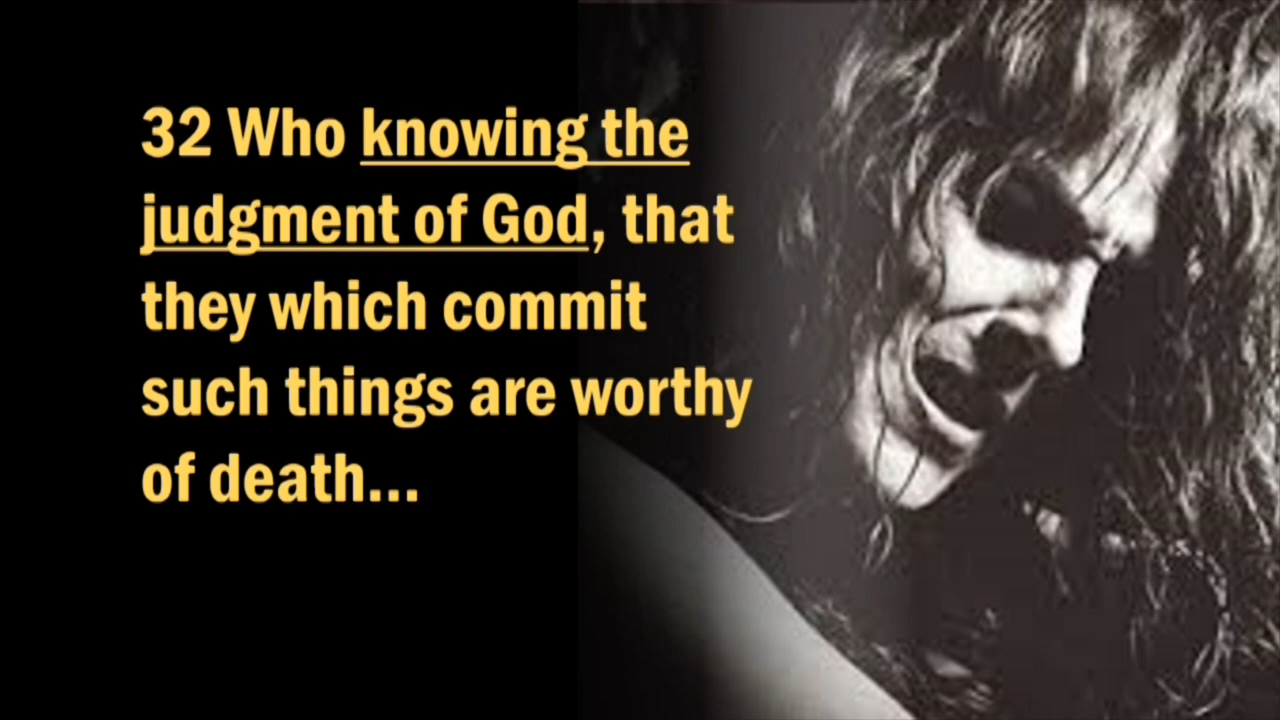 32 Who knowing the
judgment of God, that
they which commit
such things are worthy
of death...